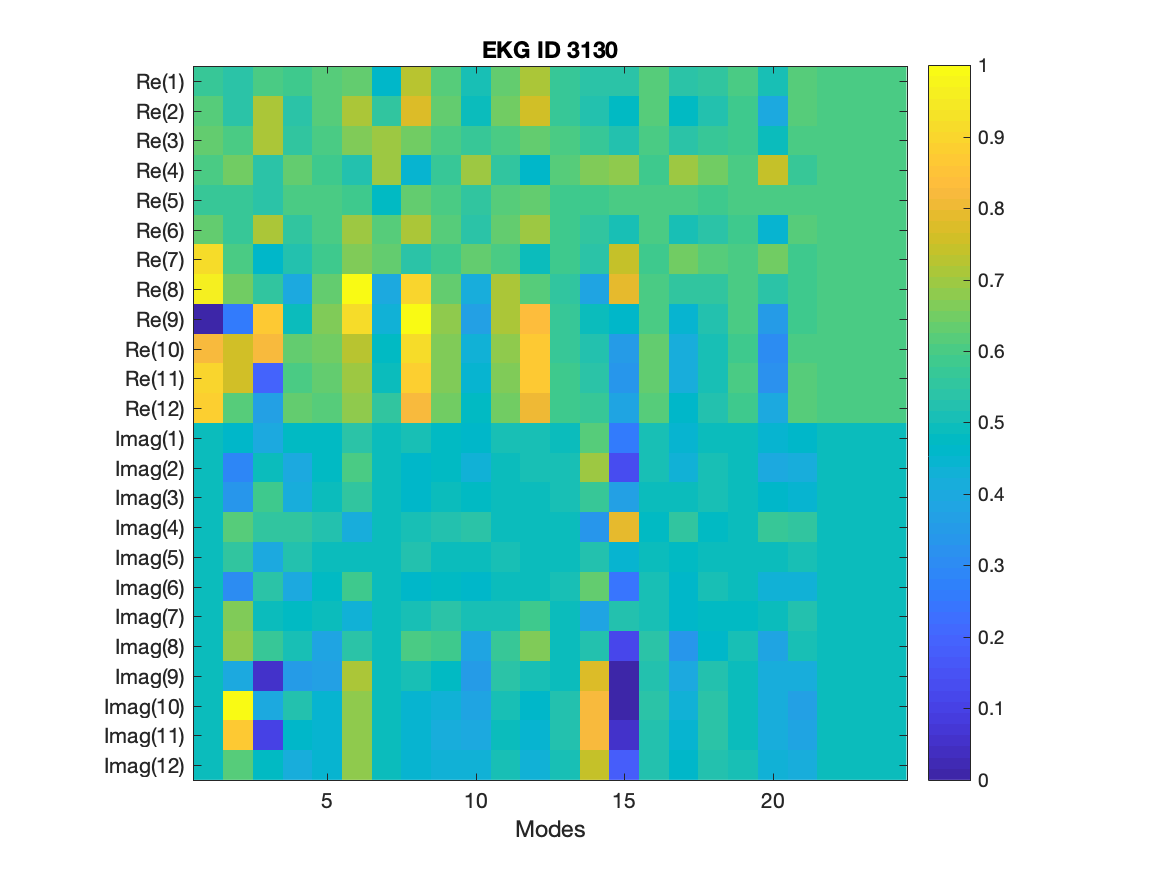 EKG ID 3130
Re(1)
Re(2)
Re(3)
Re(4)
Re(5)
Re(6)
Re(7)
Re(8)
Re(9)
Re(10)
Re(11)
Re(12)
Imag(1)
Imag(2)
Imag(3)
Imag(4)
Imag(5)
Imag(6)
Imag(7)
Imag(8)
Imag(9)
Imag(10)
Imag(11)
Imag(12)
5 10 15 20
Modes
1
0.9
0.8
0.7
0.6
0.5
0.4
0.3
0.2
0.1
0